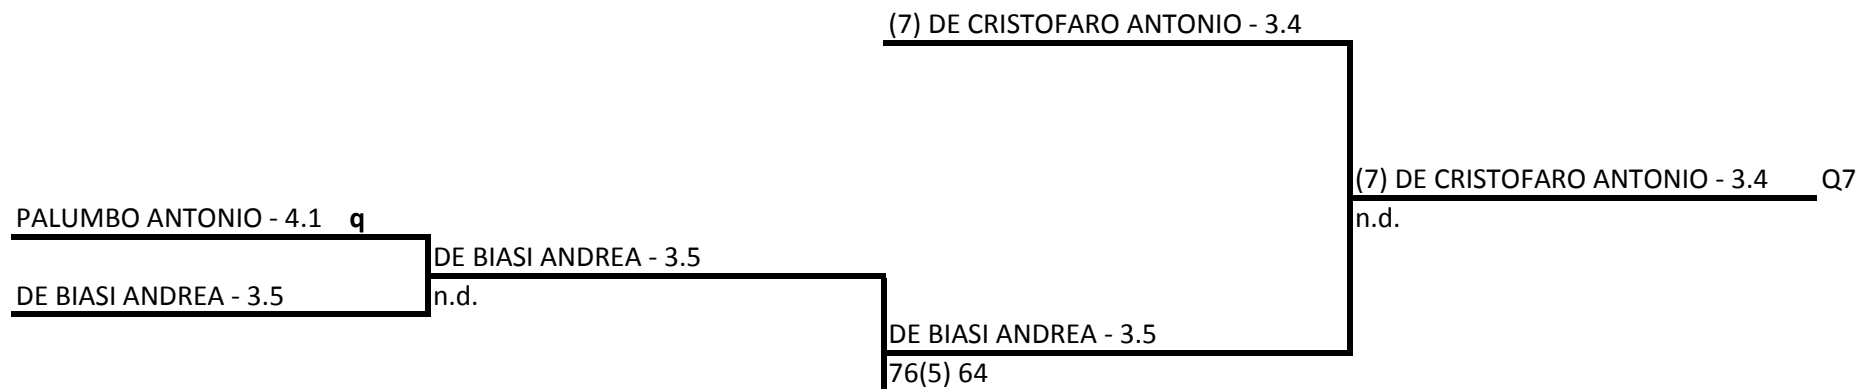 (7) DE CRISTOFARO ANTONIO - 3.4
(7) DE CRISTOFARO ANTONIO - 3.4 Q7
PALUMBO ANTONIO - 4.1 q
n.d.
DE BIASI ANDREA - 3.5
DE BIASI ANDREA - 3.5
n.d.
DE BIASI ANDREA - 3.5
76(5) 64